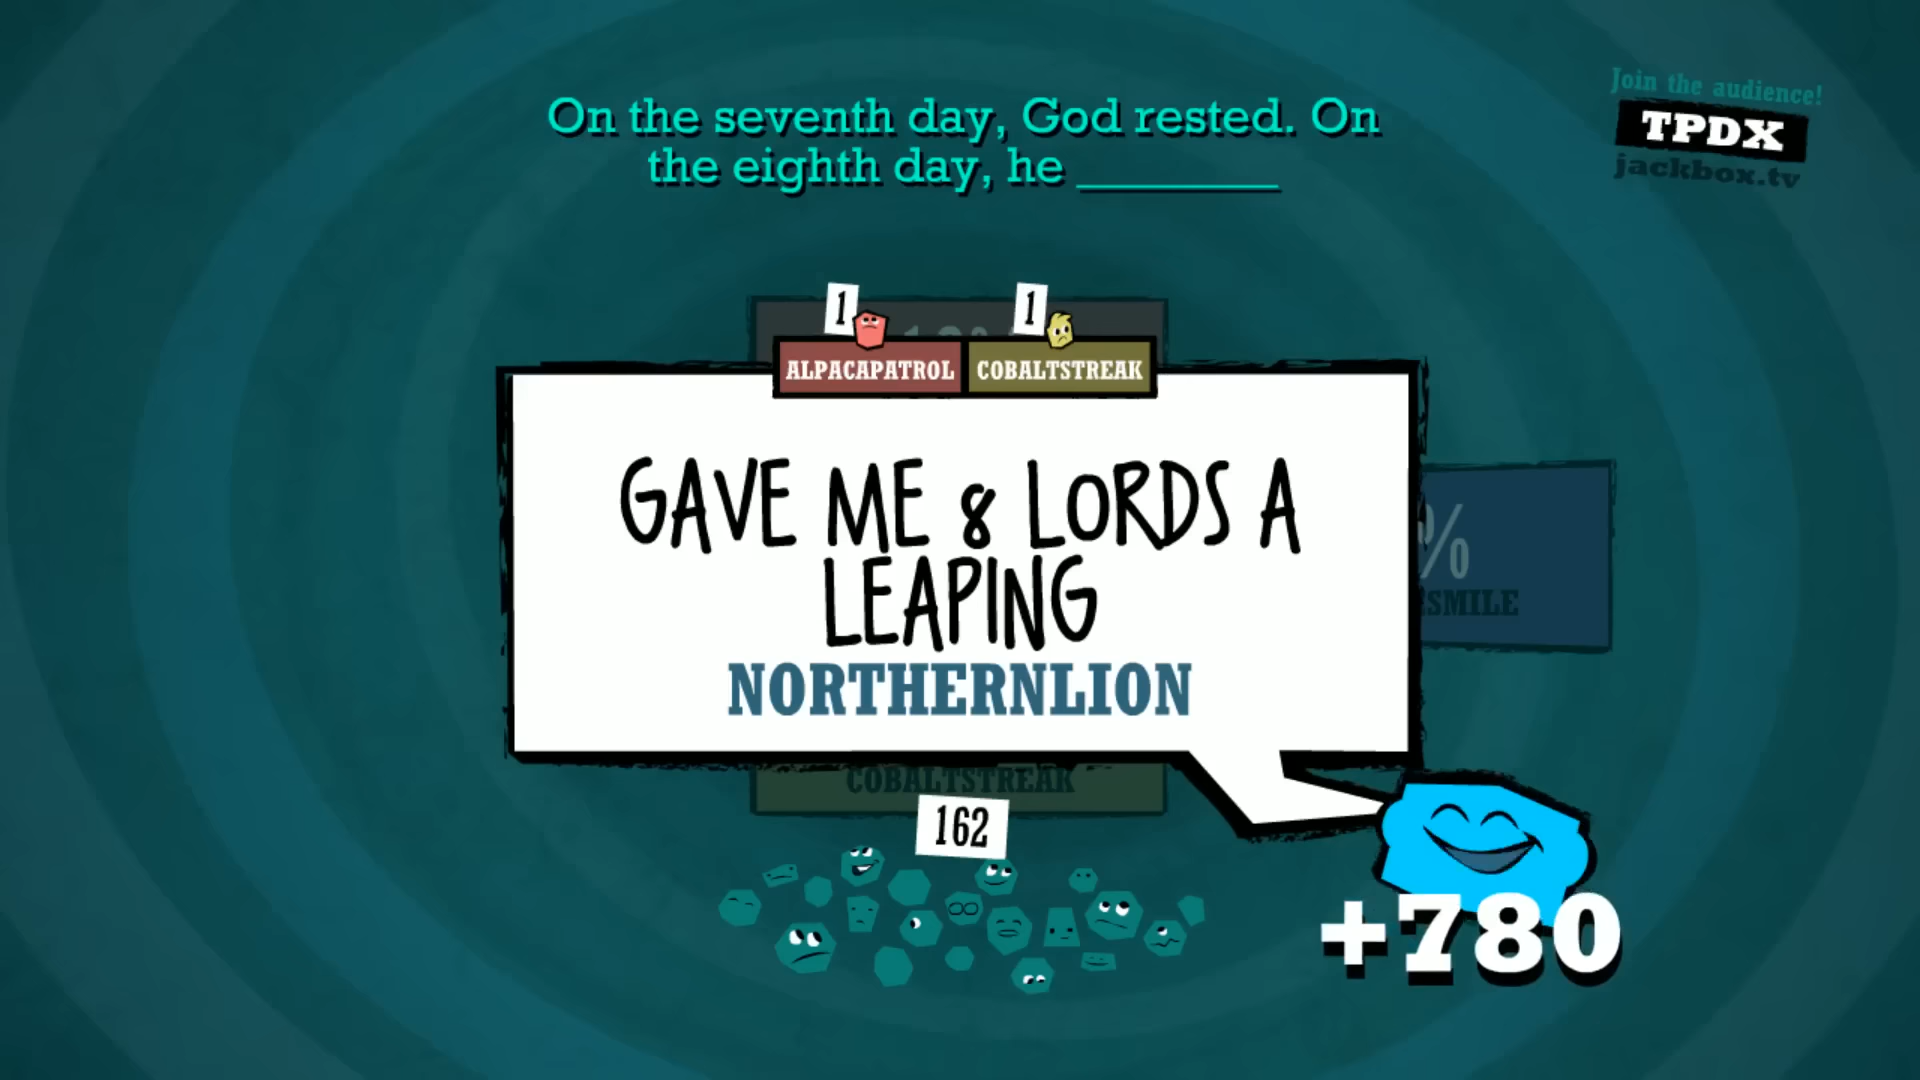 Join the audience!
TPDX
jackbox.tv
On the seventh day, God rested. On
the eighth day, he ________
1
1
ALPACAPATROL
COBALTSTREAK
GAVE ME 8 LORDS A
LEAPING
NORTHERNLION
%
SMILE
COBALTSTREAK
162
+780